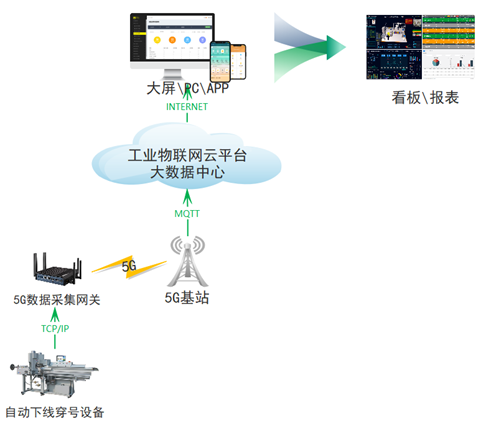 大屏\PC\APP
看板\报表
INTERNET
工业物联网云平台
大数据中心
MQTT
5G
5G数据采集网关
5G基站
TCP/IP
自动下线穿号设备